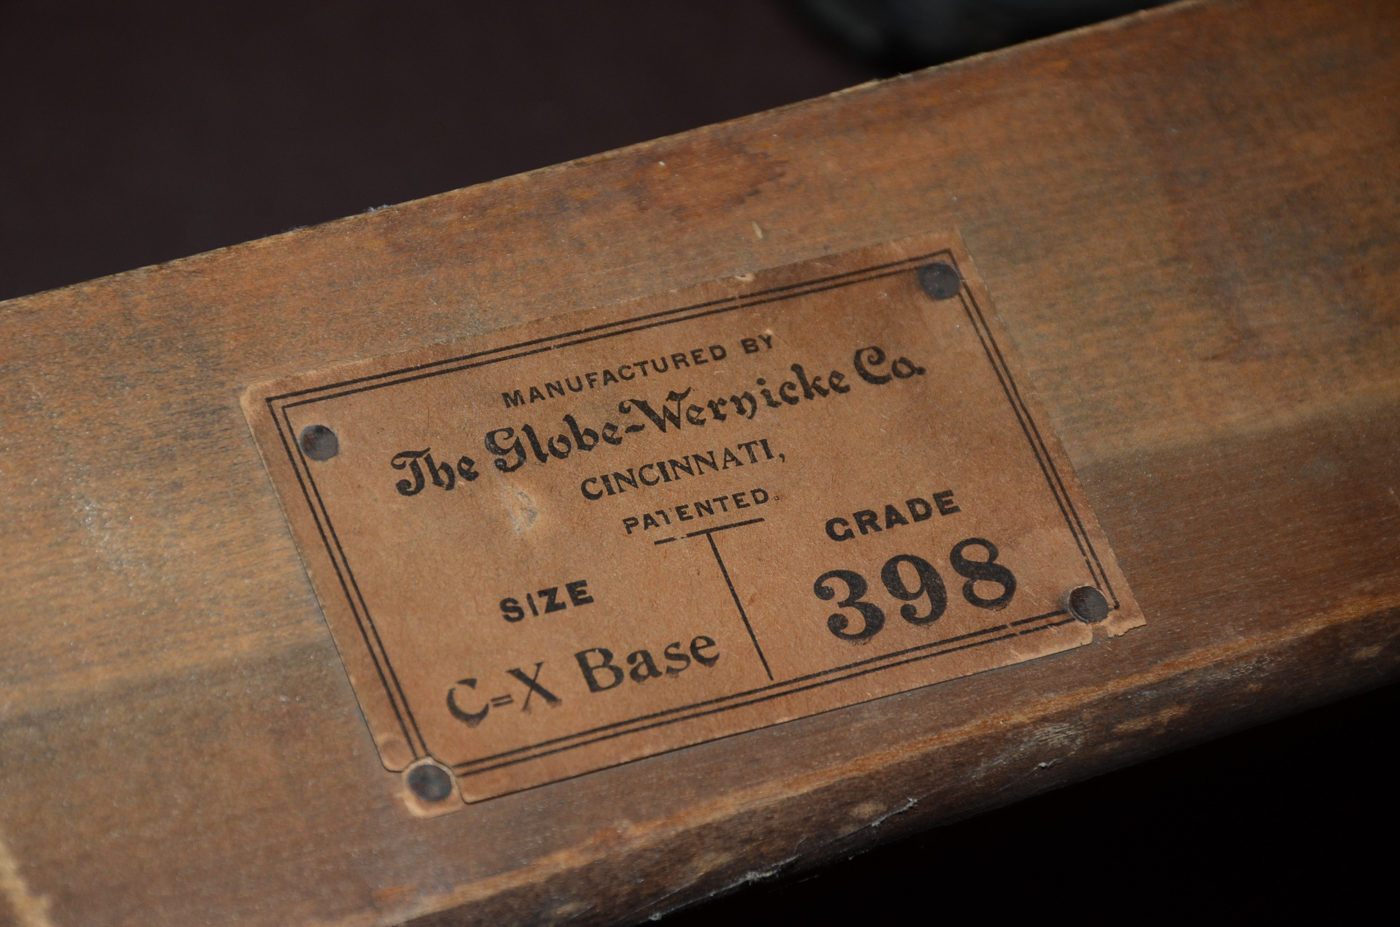 MANUFACTURED BY
The Globe-Wernicke Co.
CINCINNATI,
PATENTED.
SIZE
C=X Base
GRADE
398